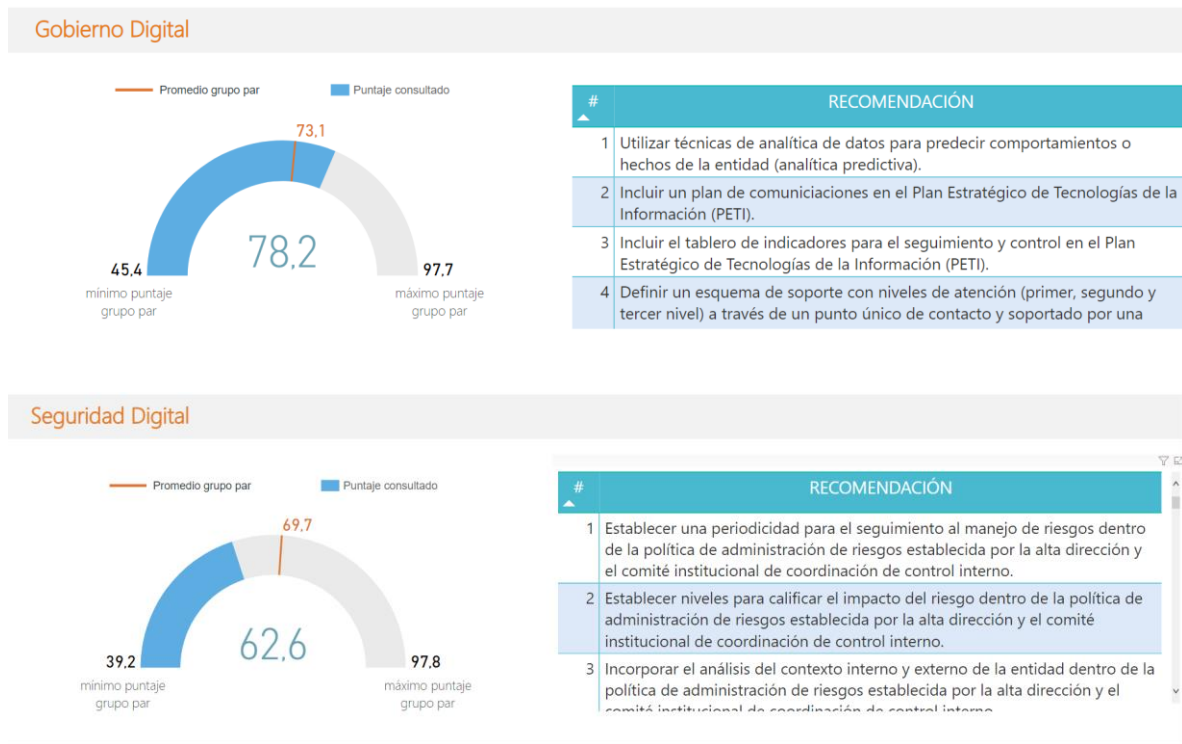 Gobierno Digital
Promedio grupo par
Puntaje consultado
73,1
78,2
45,4
mínimo puntaje
grupo par
97,7
máximo puntaje
grupo par
#
RECOMENDACIÓN
1 Utilizar técnicas de analítica de datos para predecir comportamientos o
hechos de la entidad (analítica predictiva).
2 Incluir un plan de comuniciaciones en el Plan Estratégico de Tecnologías de la
Información (PETI).
3 Incluir el tablero de indicadores para el seguimiento y control en el Plan
Estratégico de Tecnologías de la Información (PETI).
4 Definir un esquema de soporte con niveles de atención (primer, segundo y
tercer nivel) a través de un punto único de contacto y soportado por una
Seguridad Digital
Promedio grupo par
Puntaje consultado
69,7
62,6
39,2
mínimo puntaje
grupo par
97,8
máximo puntaje
grupo par
#
RECOMENDACIÓN
1 Establecer una periodicidad para el seguimiento al manejo de riesgos dentro
de la política de administración de riesgos establecida por la alta dirección y
el comité institucional de coordinación de control interno.
2 Establecer niveles para calificar el impacto del riesgo dentro de la política de
administración de riesgos establecida por la alta dirección y el comité
institucional de coordinación de control interno.
3 Incorporar el análisis del contexto interno y externo de la entidad dentro de la
política de administración de riesgos establecida por la alta dirección y el
comité institucional de coordinación de control interno